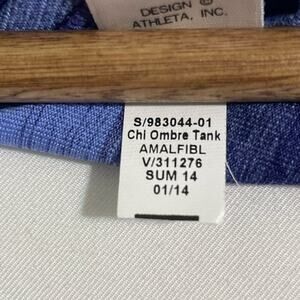 DESIGN ©
ATHLETA, INC.
S/983044-01
Chi Ombre Tank
AMALFIBL
V/311276
SUM 14
01/14